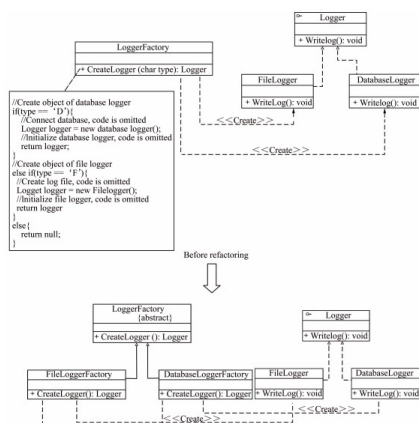 Logger
+ Writelog(): void
LoggerFactory
+ CreateLogger (char type): Logger
FileLogger
+ WriteLog(): void
DatabaseLogger
+ WriteLog(): void
<<Create>>
<<Create>>
//Create object of database logger
if(type == ‘D’){
//Connect database, code is omitted
Logger logger = new database logger();
//Initialize database logger, code is omitted
return logger;
}
//Create object of file logger
else if(type == ‘F’){
//Create log file, code is omitted
Logget logger = new Filelogger();
//Initialize file logger, code is omitted
return logger
}
else{
return null;
}
Before refactoring
LoggerFactory
{abstract}
+ CreateLogger (): Logger
Logger
+ Writelog(): void
FileLoggerFactory
+ CreateLogger(): Logger
DatabaseLoggerFactory
+ CreateLogger(): Logger
FileLogger
+ WriteLog(): void
DatabaseLogger
+ WriteLog(): void
<<Create>>
<<Create>>